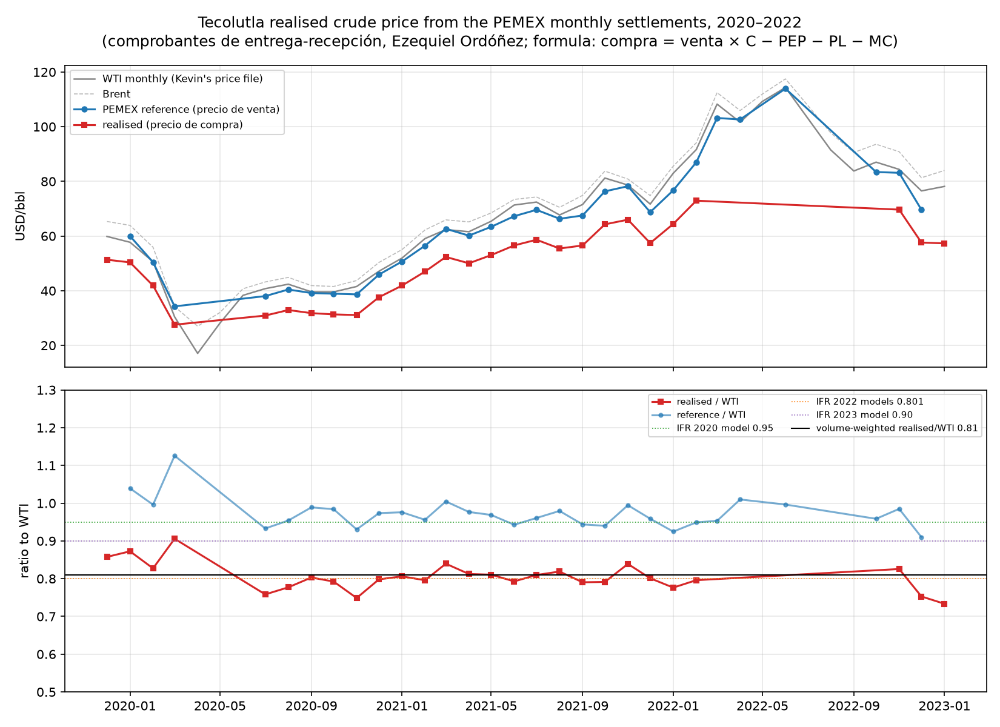 Tecolutla realised crude price from the PEMEX monthly settlements, 2020–2022
(comprobantes de entrega-recepción, Ezequiel Ordóñez; formula: compra = venta × C − PEP − PL − MC)
WTI monthly (Kevin's price file)
Brent
PEMEX reference (precio de venta)
realised (precio de compra)
USD/bbl
120
100
80
60
40
20
realised / WTI
reference / WTI
IFR 2020 model 0.95
IFR 2022 models 0.801
IFR 2023 model 0.90
volume-weighted realised/WTI 0.81
ratio to WTI
1.3
1.2
1.1
1.0
0.9
0.8
0.7
0.6
0.5
2020-01
2020-05
2020-09
2021-01
2021-05
2021-09
2022-01
2022-05
2022-09
2023-01